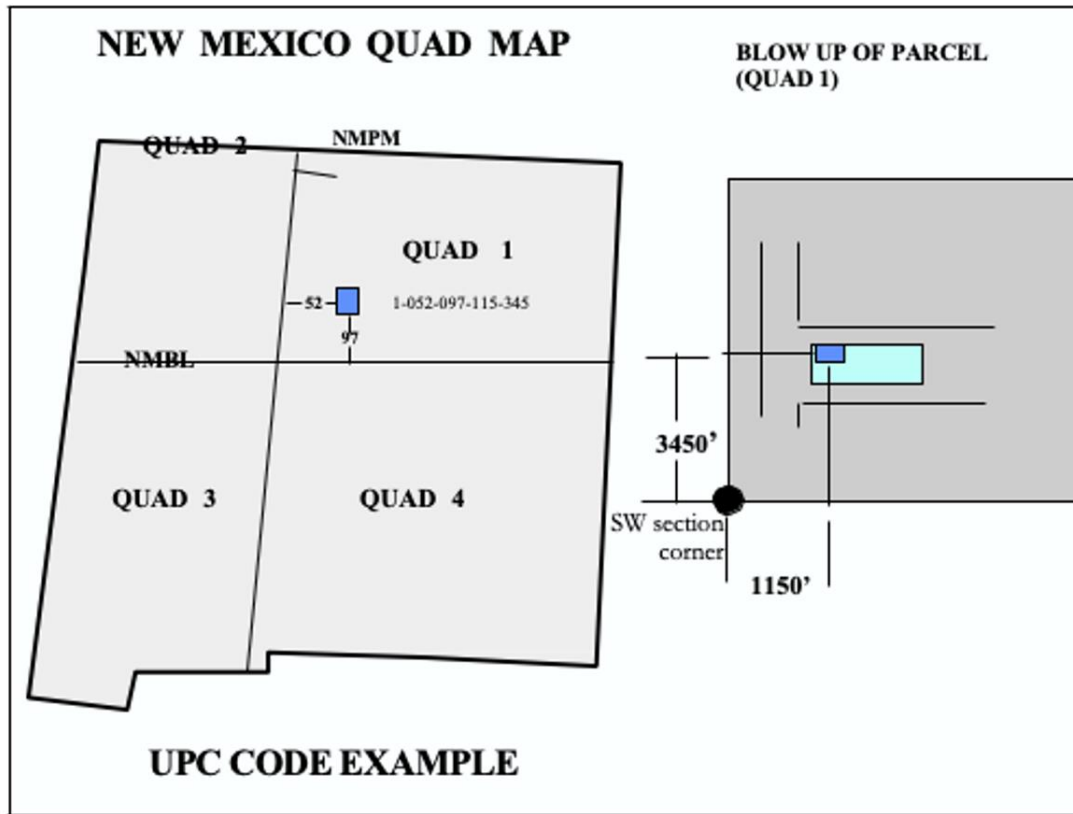 NEW MEXICO QUAD MAP
BLOW UP OF PARCEL
(QUAD 1)
QUAD 2
NMPM
QUAD 1
52
1-052-097-115-345
97
NMBL
3450’
QUAD 3
QUAD 4
SW section
corner
1150’
UPC CODE EXAMPLE